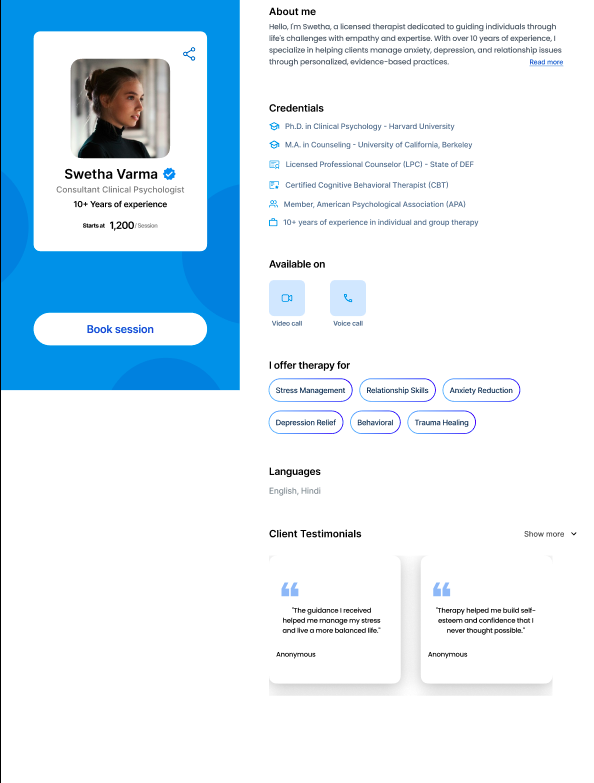 Swetha Varma
Consultant Clinical Psychologist
10+ Years of experience
Starts at 1,200/ Session
Book session
About me
Hello, I'm Swetha, a licensed therapist dedicated to guiding individuals through
life's challenges with empathy and expertise. With over 10 years of experience, I
specialize in helping clients manage anxiety, depression, and relationship issues
through personalized, evidence-based practices.
Read more
Credentials
Ph.D. in Clinical Psychology - Harvard University
M.A. in Counseling - University of California, Berkeley
Licensed Professional Counselor (LPC) - State of DEF
Certified Cognitive Behavioral Therapist (CBT)
Member, American Psychological Association (APA)
10+ years of experience in individual and group therapy
Available on
Video call
Voice call
I offer therapy for
Stress Management
Relationship Skills
Anxiety Reduction
Depression Relief
Behavioral
Trauma Healing
Languages
English, Hindi
Client Testimonials
Show more
"The guidance I received
helped me manage my stress
and live a more balanced life."
Anonymous
"Therapy helped me build self-
esteem and confidence that I
never thought possible."
Anonymous